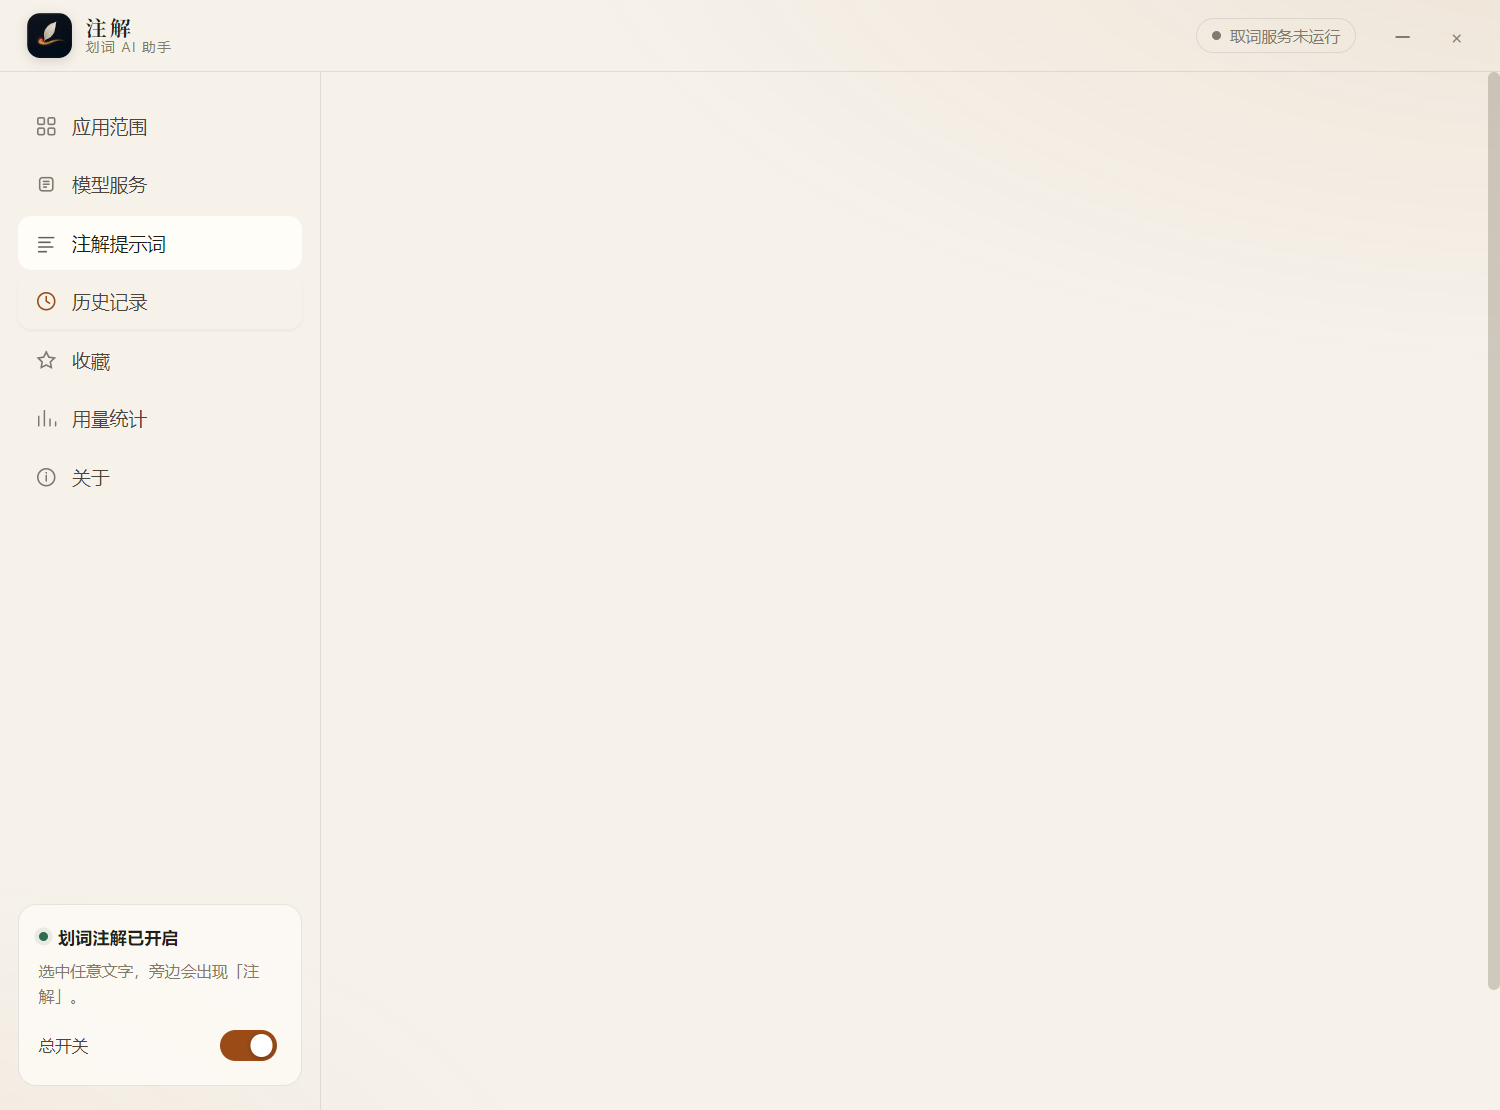 注解
划词 AI 助手
取词服务未运行
应用范围
模型服务
注解提示词
历史记录
收藏
用量统计
关于
划词注解已开启
选中任意文字，旁边会出现「注
解」。
总开关